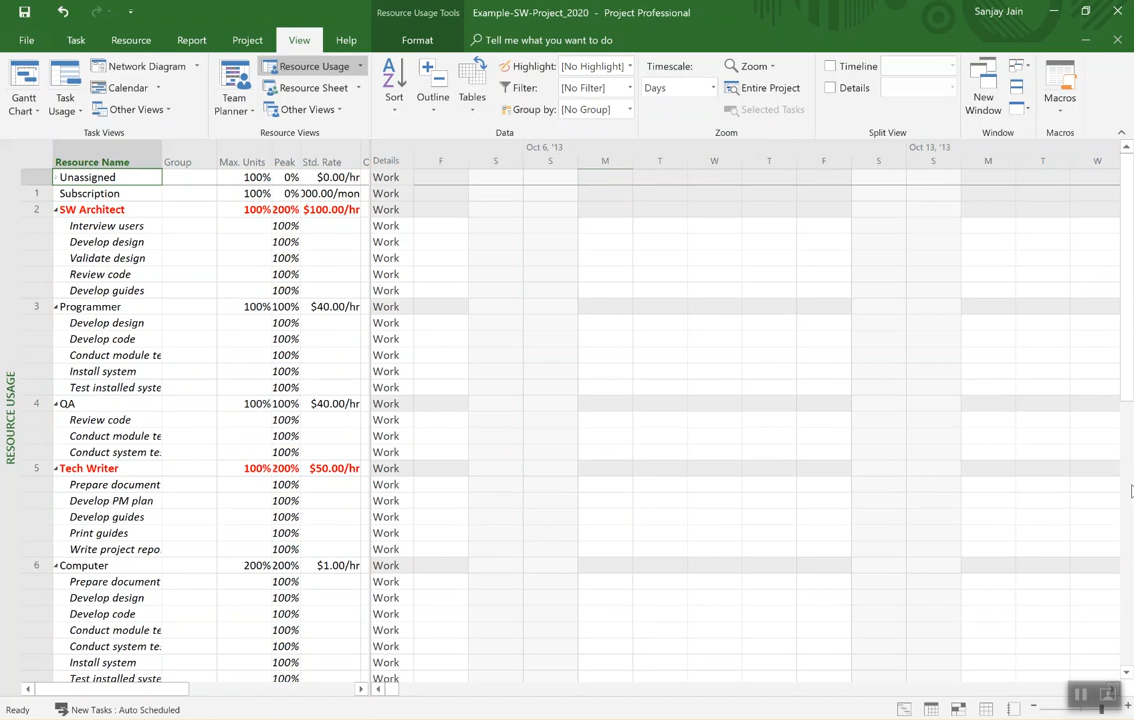 Resource Usage Tools
Example-SW-Project_2020 - Project Professional
Sanjay Jain
File Task Resource Report Project View Help Format Tell me what you want to do
Gantt Chart
Task Usage
Network Diagram
Calendar
Other Views
Task Views
Team Planner
Resource Usage
Resource Sheet
Other Views
Resource Views
Sort
Outline
Tables
Highlight: [No Highlight]
Filter: [No Filter]
Group by: [No Group]
Data
Timescale:
Days
Zoom
Entire Project
Selected Tasks
Zoom
Timeline
Details
Split View
New Window
Window
Macros
Macros
Oct 6, '13 Oct 13, '13
Resource Name Group Max. Units Peak Std. Rate C Details F S S M T W T F S S M T W
Unassigned 100% 0% $0.00/hr Work
1 Subscription 100% 0% 000.00/mon Work
2 SW Architect 100% 200% $100.00/hr Work
Interview users 100% Work
Develop design 100% Work
Validate design 100% Work
Review code 100% Work
Develop guides 100% Work
3 Programmer 100% 100% $40.00/hr Work
Develop design 100% Work
Develop code 100% Work
Conduct module te 100% Work
Install system 100% Work
Test installed syste 100% Work
4 QA 100% 100% $40.00/hr Work
Review code 100% Work
Conduct module te 100% Work
Conduct system te. 100% Work
5 Tech Writer 100% 200% $50.00/hr Work
Prepare document 100% Work
Develop PM plan 100% Work
Develop guides 100% Work
Print guides 100% Work
Write project repo. 100% Work
6 Computer 200% 200% $1.00/hr Work
Prepare document 100% Work
Develop design 100% Work
Develop code 100% Work
Conduct module te 100% Work
Conduct system te. 100% Work
Install system 100% Work
Test installed syste 100% Work
RESOURCE USAGE
Ready New Tasks : Auto Scheduled